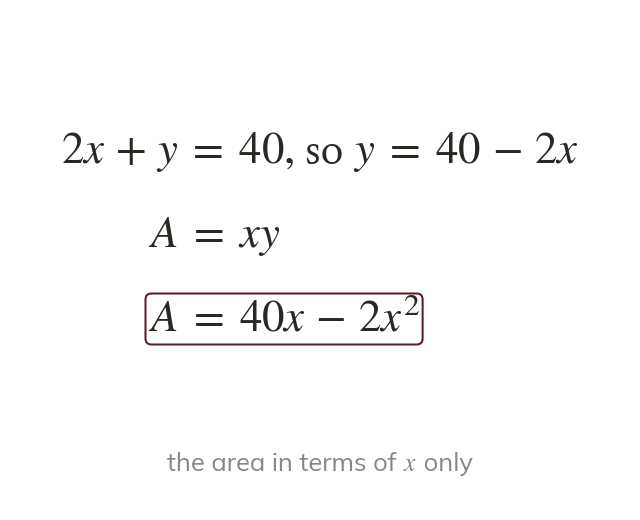 2x + y = 40, so y = 40 − 2x
A = xy
A = 40x − 2x²
the area in terms of x only